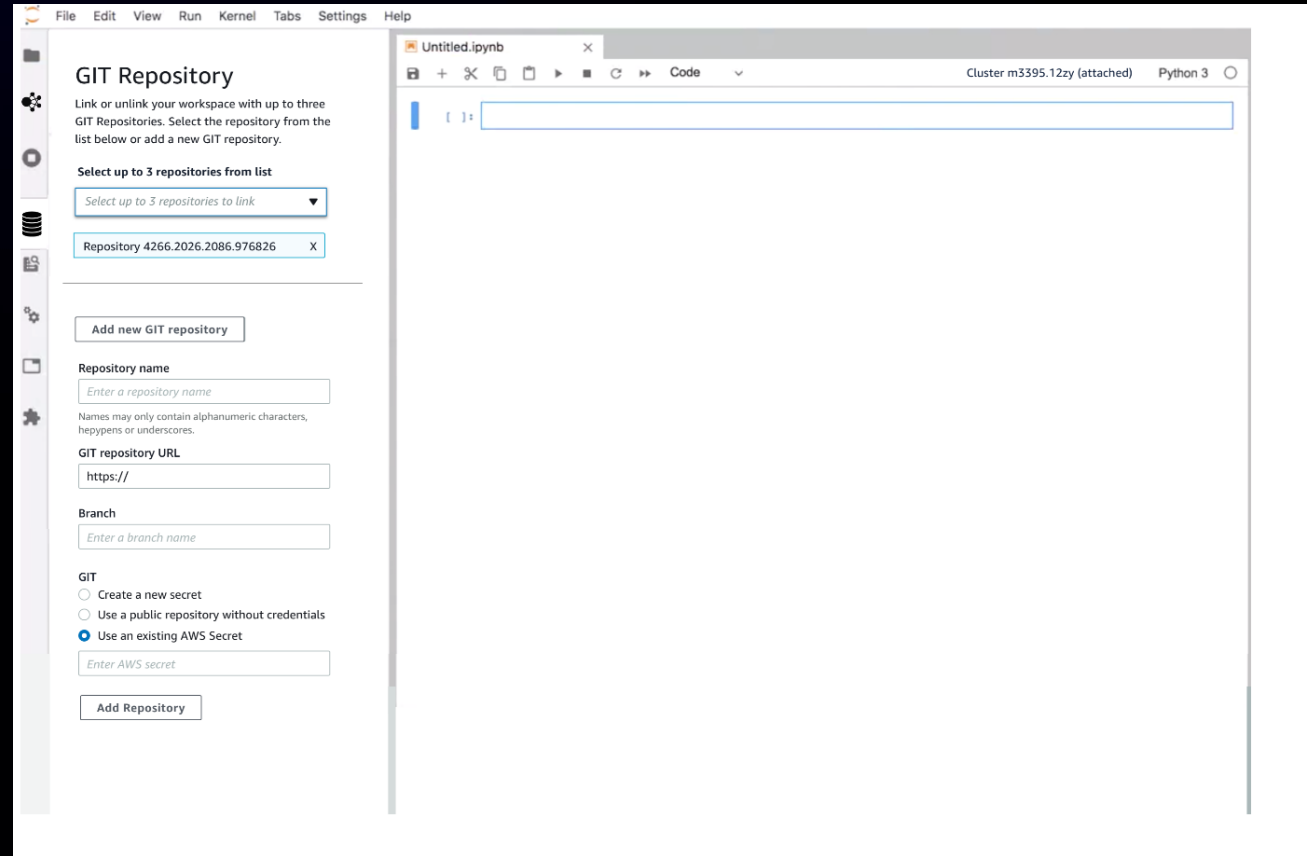 File Edit View Run Kernel Tabs Settings Help
GIT Repository
Link or unlink your workspace with up to three
GIT Repositories. Select the repository from the
list below or add a new GIT repository.
Select up to 3 repositories from list
Select up to 3 repositories to link
Repository 4266.2026.2086.976826 X
Add new GIT repository
Repository name
Enter a repository name
Names may only contain alphanumeric characters,
hepypens or underscores.
GIT repository URL
https://
Branch
Enter a branch name
GIT
Create a new secret
Use a public repository without credentials
Use an existing AWS Secret
Enter AWS secret
Add Repository
Untitled.ipynb
Code
Cluster m3395.12zy (attached) Python 3
[ ]: